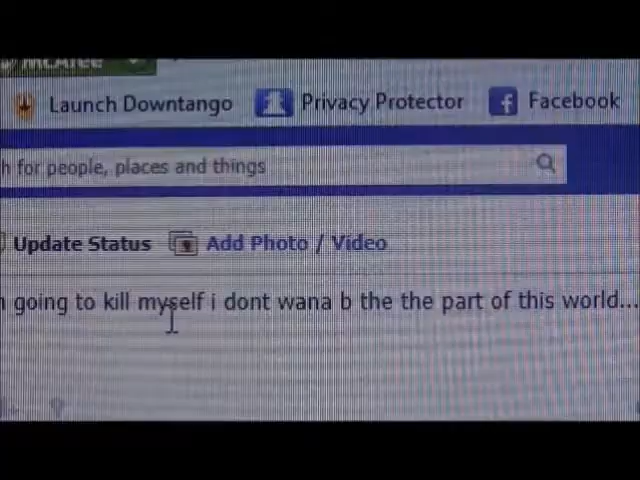 McAfee
Launch Downtango Privacy Protector Facebook
h for people, places and things
Update Status Add Photo / Video
going to kill myself i dont wana b the the part of this world...